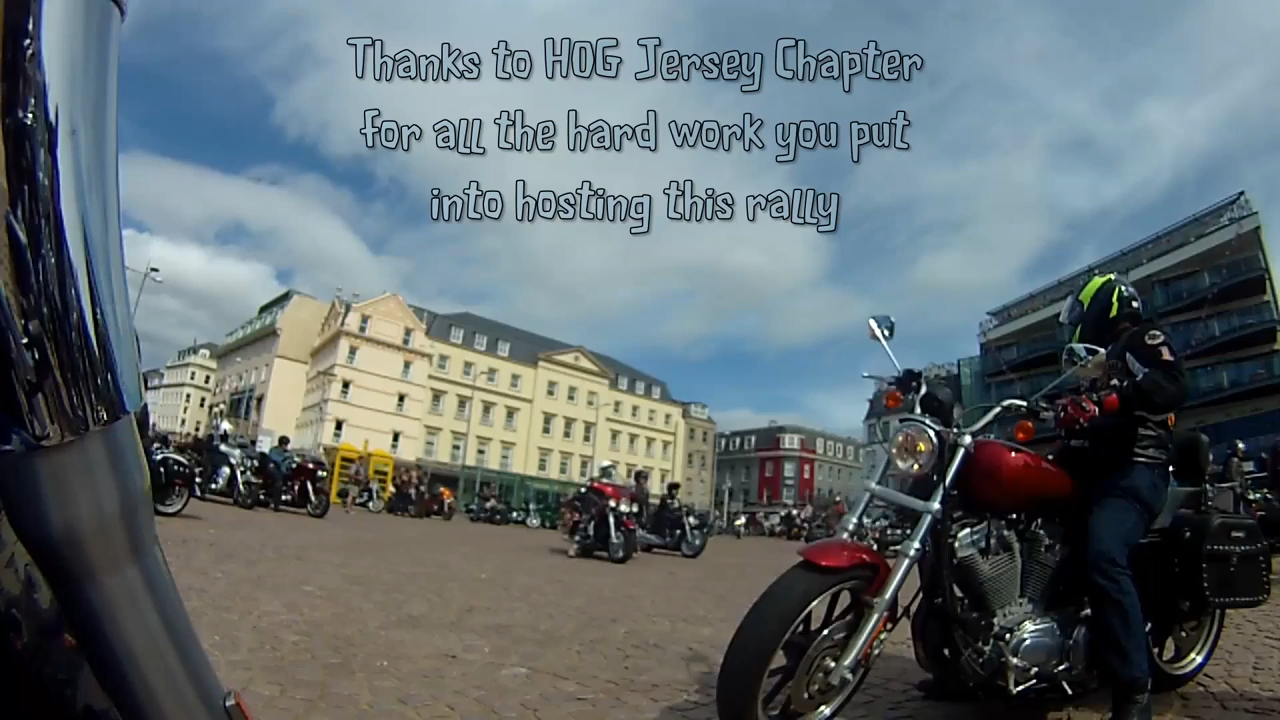 Thanks to HOG Jersey Chapter
for all the hard work you put
into hosting this rally